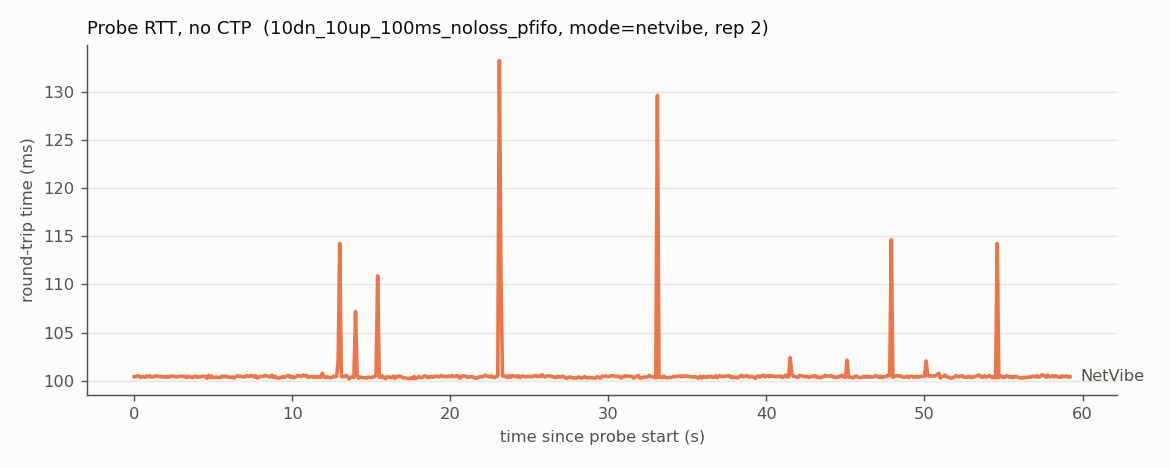 Probe RTT, no CTP  (10dn_10up_100ms_noloss_pfifo, mode=netvibe, rep 2)
130
125
120
115
110
105
100
round-trip time (ms)
NetVibe
0 10 20 30 40 50 60
time since probe start (s)